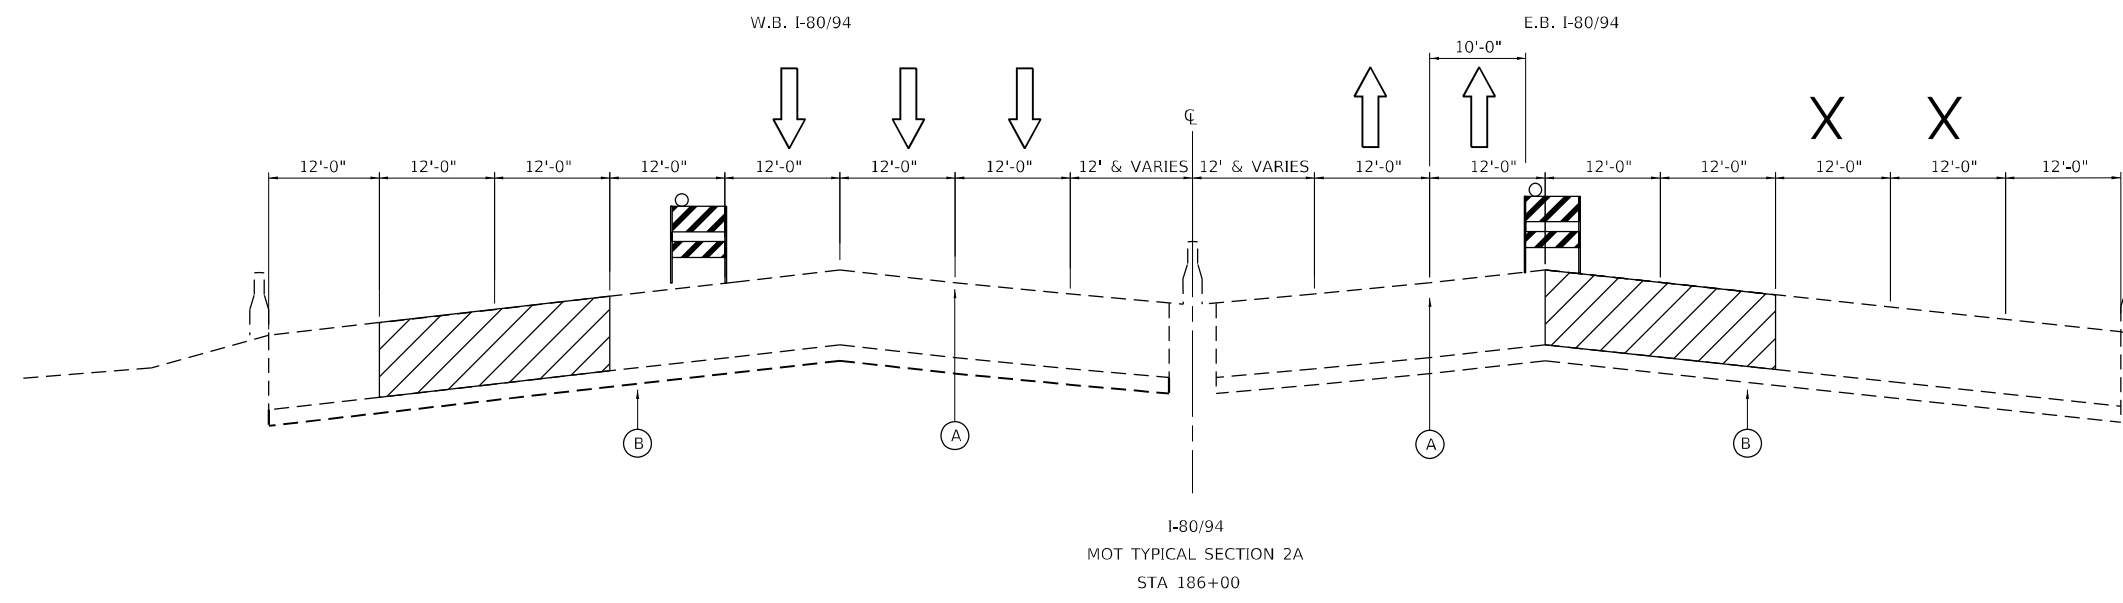 W.B. I-80/94
E.B. I-80/94
10'-0"
X X
℄
12'-0" 12'-0" 12'-0" 12'-0" 12'-0" 12'-0" 12'-0" 12' & VARIES 12' & VARIES 12'-0" 12'-0" 12'-0" 12'-0" 12'-0" 12'-0" 12'-0"
B A A B
I-80/94
MOT TYPICAL SECTION 2A
STA 186+00